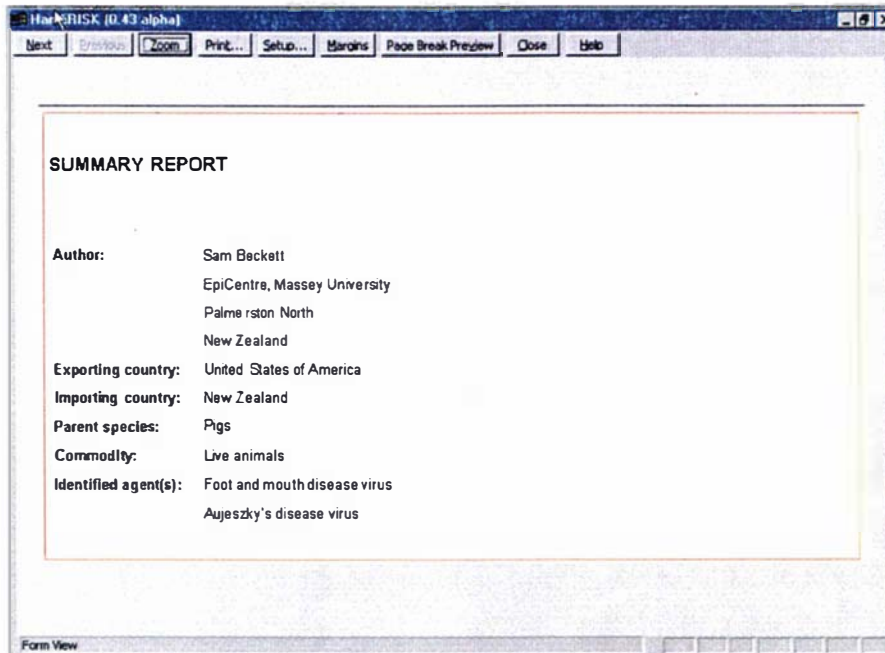 (0.43 alpha)
Next Previous Zoom Print... Setup... Margins Page Break Preview Close Help
SUMMARY REPORT
Author: Sam Beckett
EpiCentre, Massey University
Palmerston North
New Zealand
Exporting country: United States of America
Importing country: New Zealand
Parent species: Pigs
Commodity: Live animals
Identified agent(s): Foot and mouth disease virus
Aujeszky's disease virus
Form View